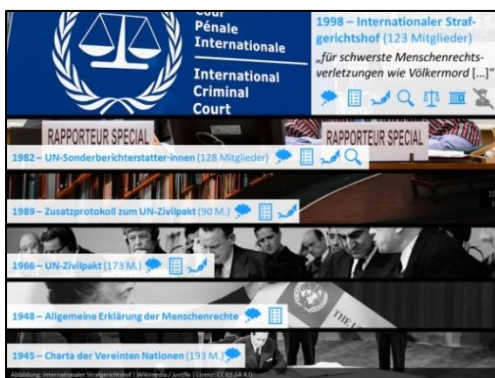 Cour
Pénale
Internationale
International
Criminal
Court
1998 – Internationaler Straf-
gerichtshof (123 Mitglieder)
„für schwerste Menschenrechts-
verletzungen wie Völkermord […]“
RAPPORTEUR SPECIAL
RAPPORTEUR SPECIAL
1982 – UN-Sonderberichterstatter·innen (128 Mitglieder)
1989 – Zusatzprotokoll zum UN-Zivilpakt (90 M.)
1966 – UN-Zivilpakt (173 M.)
1948 – Allgemeine Erklärung der Menschenrechte
1945 – Charta der Vereinten Nationen (193 M.)
Abbildung: Internationaler Strafgerichtshof | Wikimedia / justflix | Lizenz: CC BY-SA 4.0